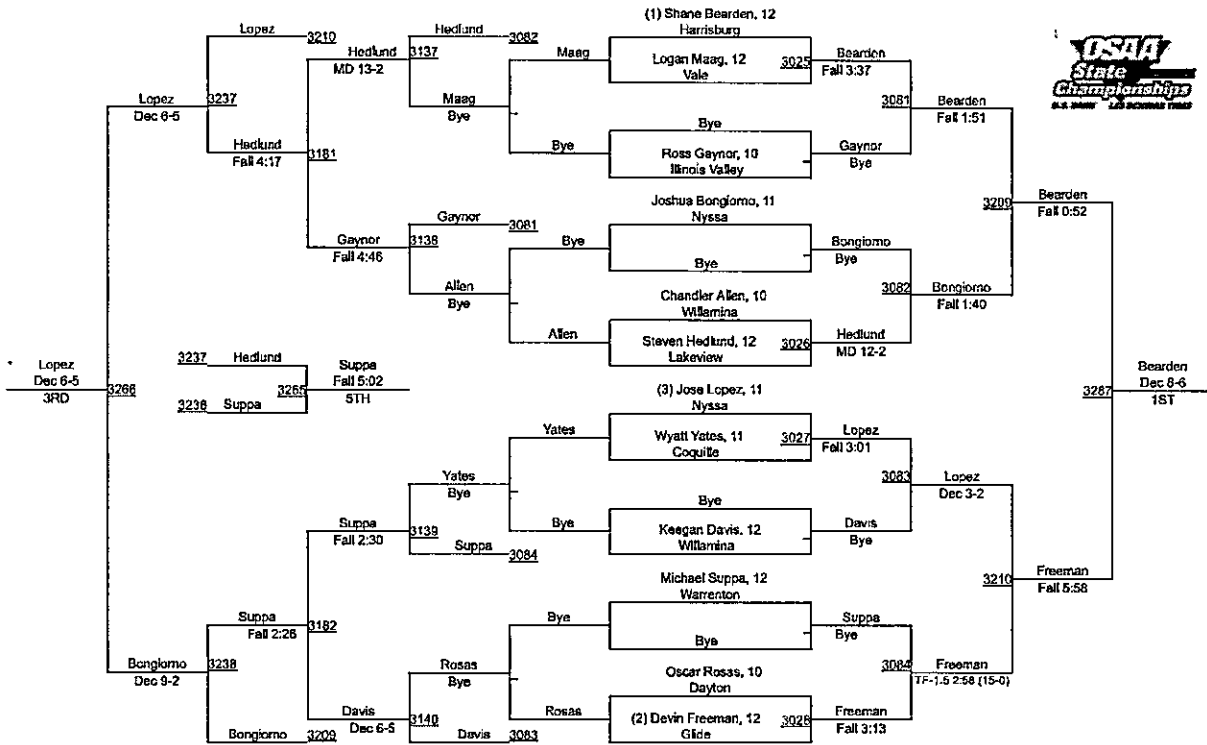 (1) Shane Bearden, 12
Harrisburg
Logan Maag, 12
Vale
3025
Bye
Ross Gaynor, 10
Illinois Valley
Joshua Bongiorno, 11
Nyssa
Bye
Chandler Allen, 10
Willamina
Steven Hedlund, 12
Lakeview
3026
(3) Jose Lopez, 11
Nyssa
Wyatt Yates, 11
Coquille
3027
Bye
Keegan Davis, 12
Willamina
Michael Suppa, 12
Warrenton
Bye
Oscar Rosas, 10
Dayton
(2) Devin Freeman, 12
Glide
3028
Bearden
Fall 3:37
Gaynor
Bye
3081
Bongiorno
Bye
Hedlund
MD 12-2
3082
Lopez
Fall 3:01
Davis
Bye
3083
Suppa
Bye
Freeman
Fall 3:13
3084
Bearden
Fall 1:51
Bongiorno
Fall 1:40
3209
Lopez
Dec 3-2
Freeman
TF-1.5 2:58 (15-0)
3210
Bearden
Fall 0:52
Freeman
Fall 5:58
3267
Bearden
Dec 8-6
1ST
Maag
Bye
Bye
Allen
Yates
Bye
Bye
Rosas
Hedlund
3082
Maag
Bye
3137
Gaynor
3081
Allen
Bye
3138
Yates
Bye
Suppa
3084
3139
Rosas
Bye
Davis
3083
3140
Hedlund
MD 13-2
Gaynor
Fall 4:46
3181
Suppa
Fall 2:30
Davis
Dec 6-5
3182
Lopez
3210
Hedlund
Fall 4:17
3237
Suppa
Fall 2:26
Bongiorno
3209
3238
Lopez
Dec 6-5
Bongiorno
Dec 9-2
3266
Lopez
Dec 6-5
3RD
3237
Hedlund
3238
Suppa
3265
Suppa
Fall 5:02
5TH
OSAA
State
Championships